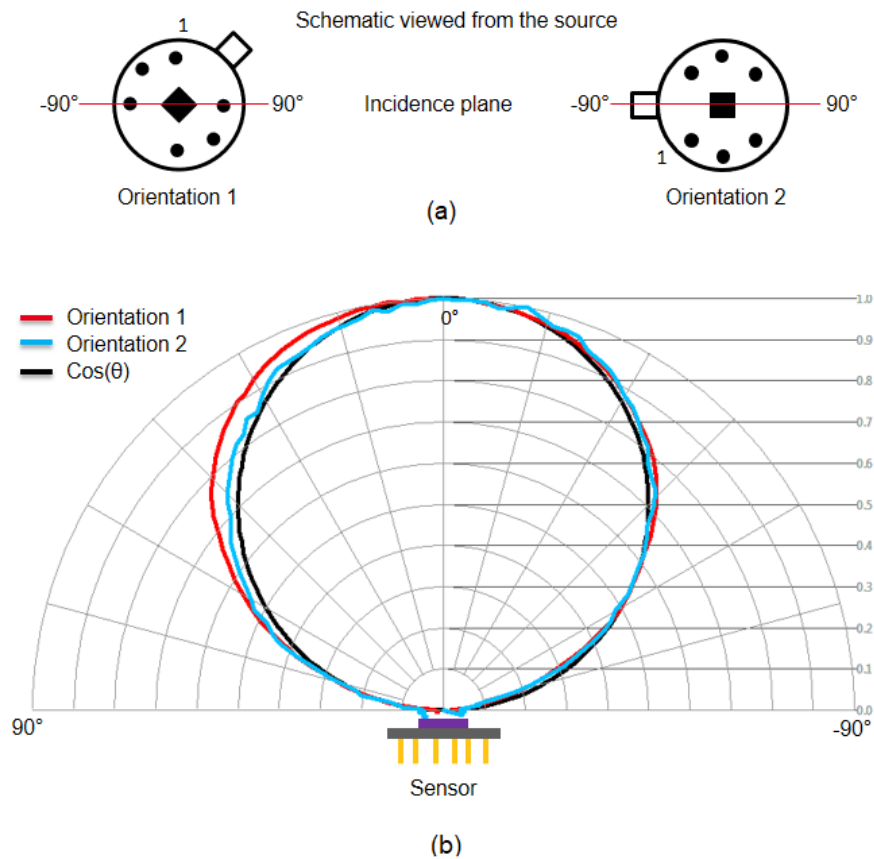 Schematic viewed from the source
1
-90°
90°
Incidence plane
-90°
90°
1
Orientation 1
Orientation 2
(a)
Orientation 1
Orientation 2
Cos(θ)
0°
1.0
0.9
0.8
0.7
0.6
0.5
0.4
0.3
0.2
0.1
0.0
90°
-90°
Sensor
(b)